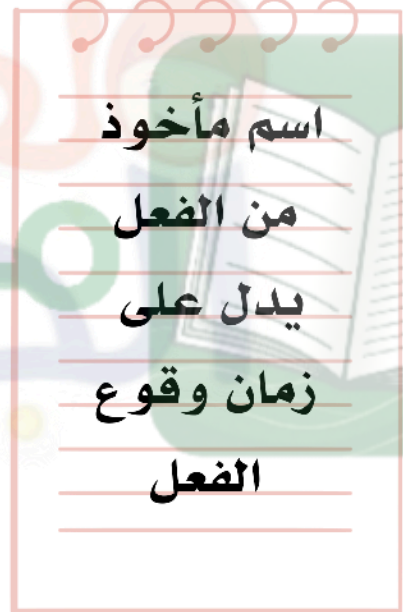 اسم مأخوذ
من الفعل
يدل على
زمان وقوع
الفعل